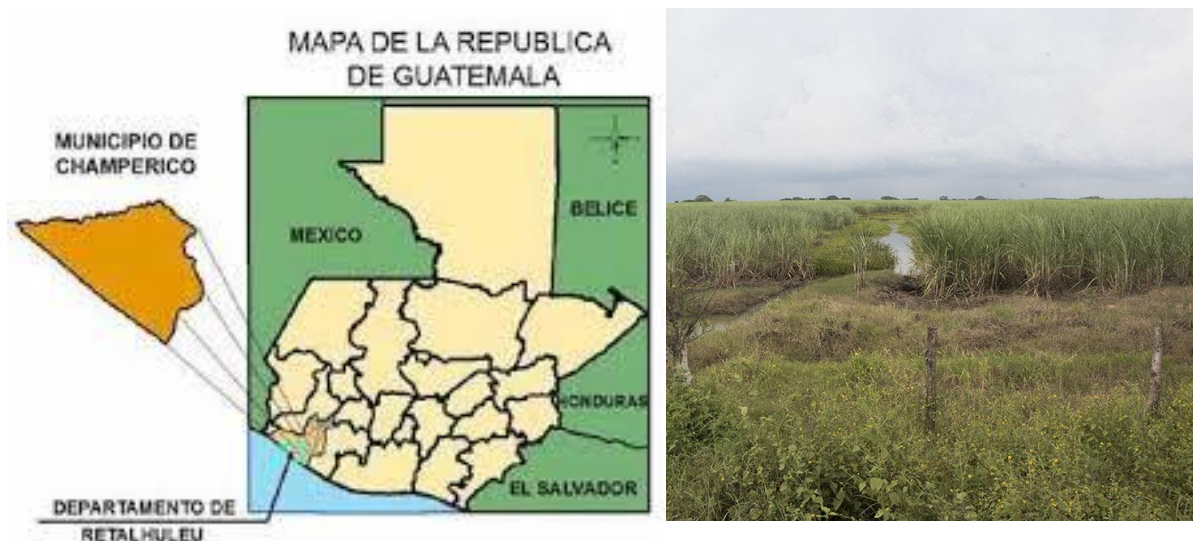 MAPA DE LA REPUBLICA
DE GUATEMALA
MUNICIPIO DE
CHAMPERICO
BELICE
MEXICO
HONDURAS
EL SALVADOR
DEPARTAMENTO DE
RETALHULEU